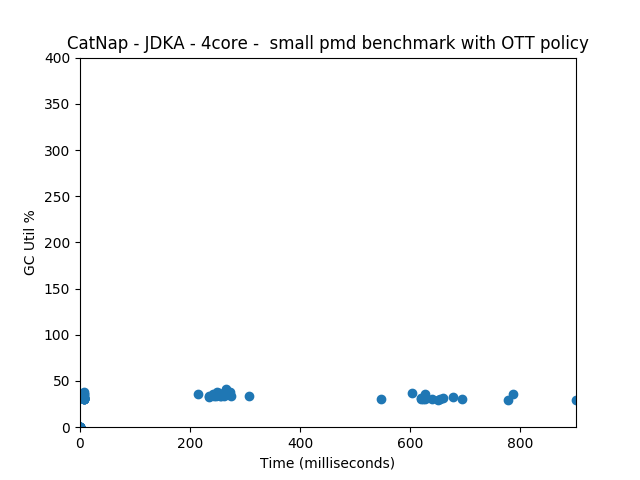 CatNap - JDKA - 4core -  small pmd benchmark with OTT policy
400
350
300
250
200
150
100
50
0
GC Util %
0 200 400 600 800
Time (milliseconds)